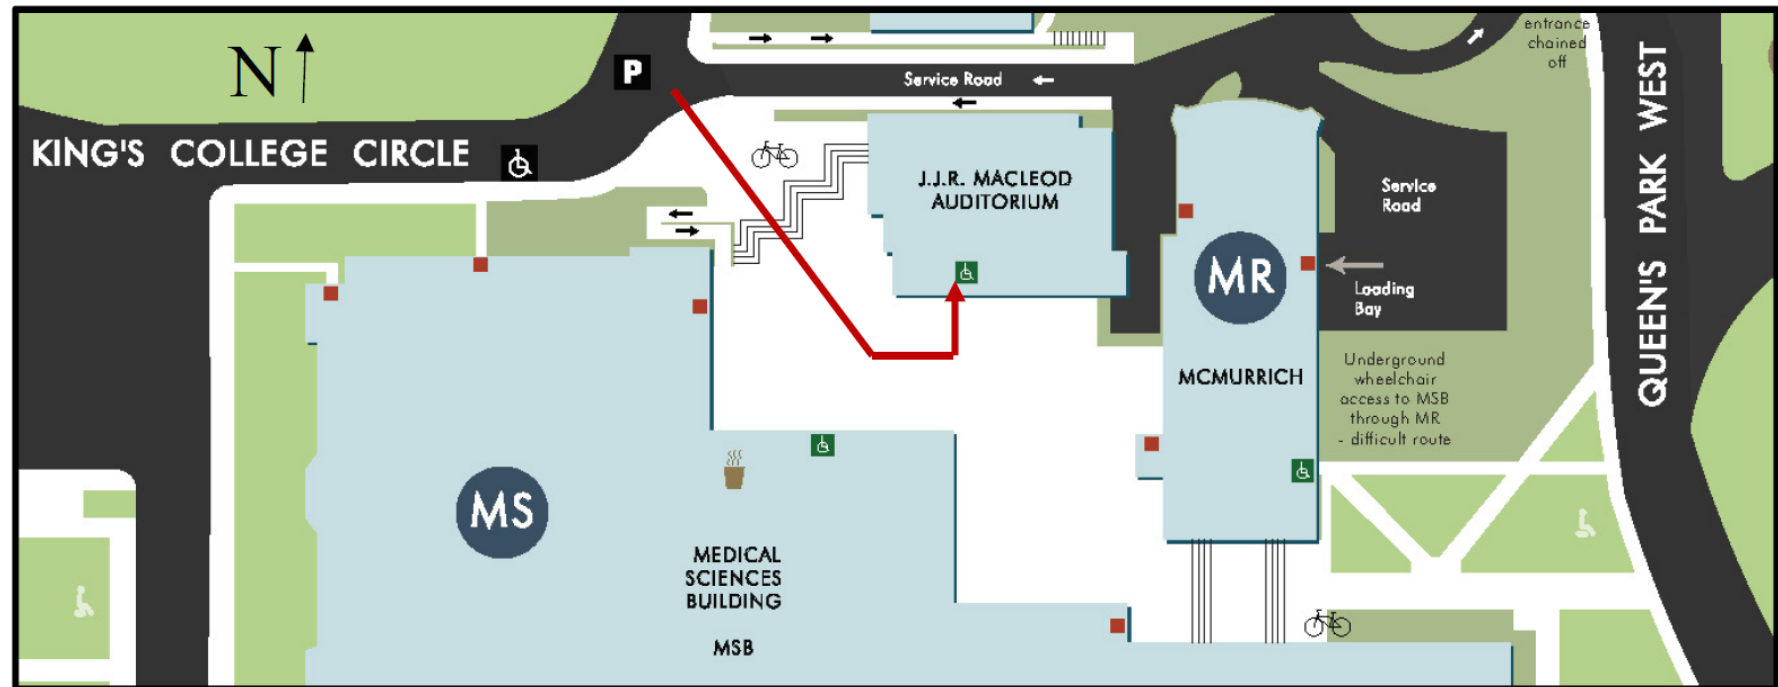 entrance
chained
off
N
P
Service Road
KING'S COLLEGE CIRCLE
J.J.R. MACLEOD
AUDITORIUM
Service
Road
QUEEN'S PARK WEST
MR
Loading
Bay
MCMURRICH
Underground
wheelchair
access to MSB
through MR
- difficult route
MS
MEDICAL
SCIENCES
BUILDING
MSB